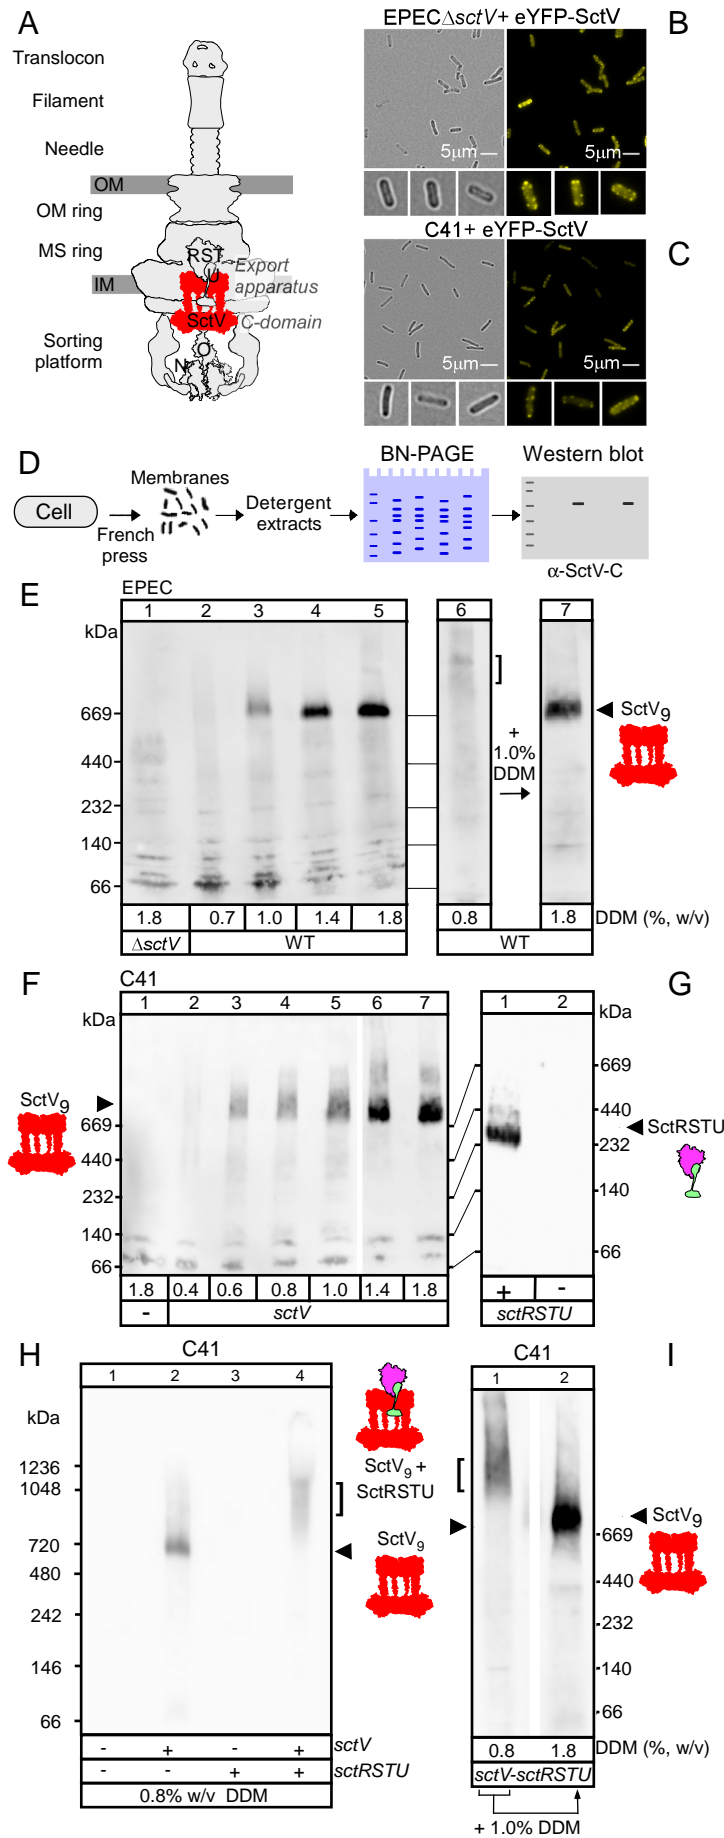 A
Translocon
Filament
Needle
OM
OM ring
MS ring
RST
U
Export
apparatus
IM
SctV
C-domain
Sorting
platform
O
N
EPECΔsctV+ eYFP-SctV
B
5μm
5μm
C41+ eYFP-SctV
C
5μm
5μm
D
Cell
French
press
Membranes
Detergent
extracts
BN-PAGE
Western blot
α-SctV-C
E
EPEC
1 2 3 4 5
kDa
669
440
232
140
66
1.8 0.7 1.0 1.4 1.8
ΔsctV WT
6
+
1.0%
DDM
7
SctV9
0.8
1.8
DDM (%, w/v)
WT
F
C41
1 2 3 4 5 6 7
kDa
SctV9
669
440
232
140
66
1.8 0.4 0.6 0.8 1.0 1.4 1.8
- sctV
G
1 2
kDa
669
440
232
140
66
SctRSTU
+ -
sctRSTU
H
C41
1 2 3 4
kDa
1236
1048
720
480
242
146
66
SctV9 +
SctRSTU
SctV9
- + - + sctV
- - + + sctRSTU
0.8% w/v DDM
I
C41
1 2
SctV9
669
440
232
140
66
0.8 1.8 DDM (%, w/v)
sctV-sctRSTU
+ 1.0% DDM